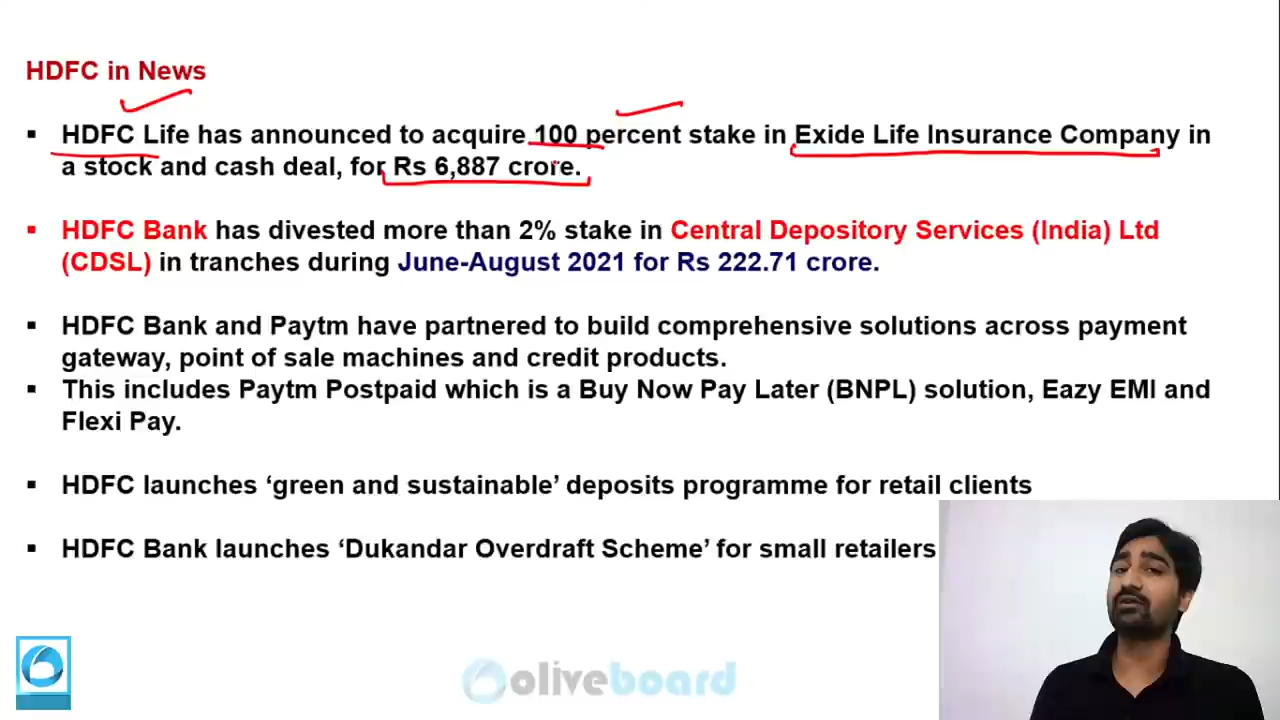 HDFC in News
▪ HDFC Life has announced to acquire 100 percent stake in Exide Life Insurance Company in
a stock and cash deal, for Rs 6,887 crore.
▪ HDFC Bank has divested more than 2% stake in Central Depository Services (India) Ltd
(CDSL) in tranches during June-August 2021 for Rs 222.71 crore.
▪ HDFC Bank and Paytm have partnered to build comprehensive solutions across payment
gateway, point of sale machines and credit products.
▪ This includes Paytm Postpaid which is a Buy Now Pay Later (BNPL) solution, Eazy EMI and
Flexi Pay.
▪ HDFC launches ‘green and sustainable’ deposits programme for retail clients
▪ HDFC Bank launches ‘Dukandar Overdraft Scheme’ for small retailers
oliveboard